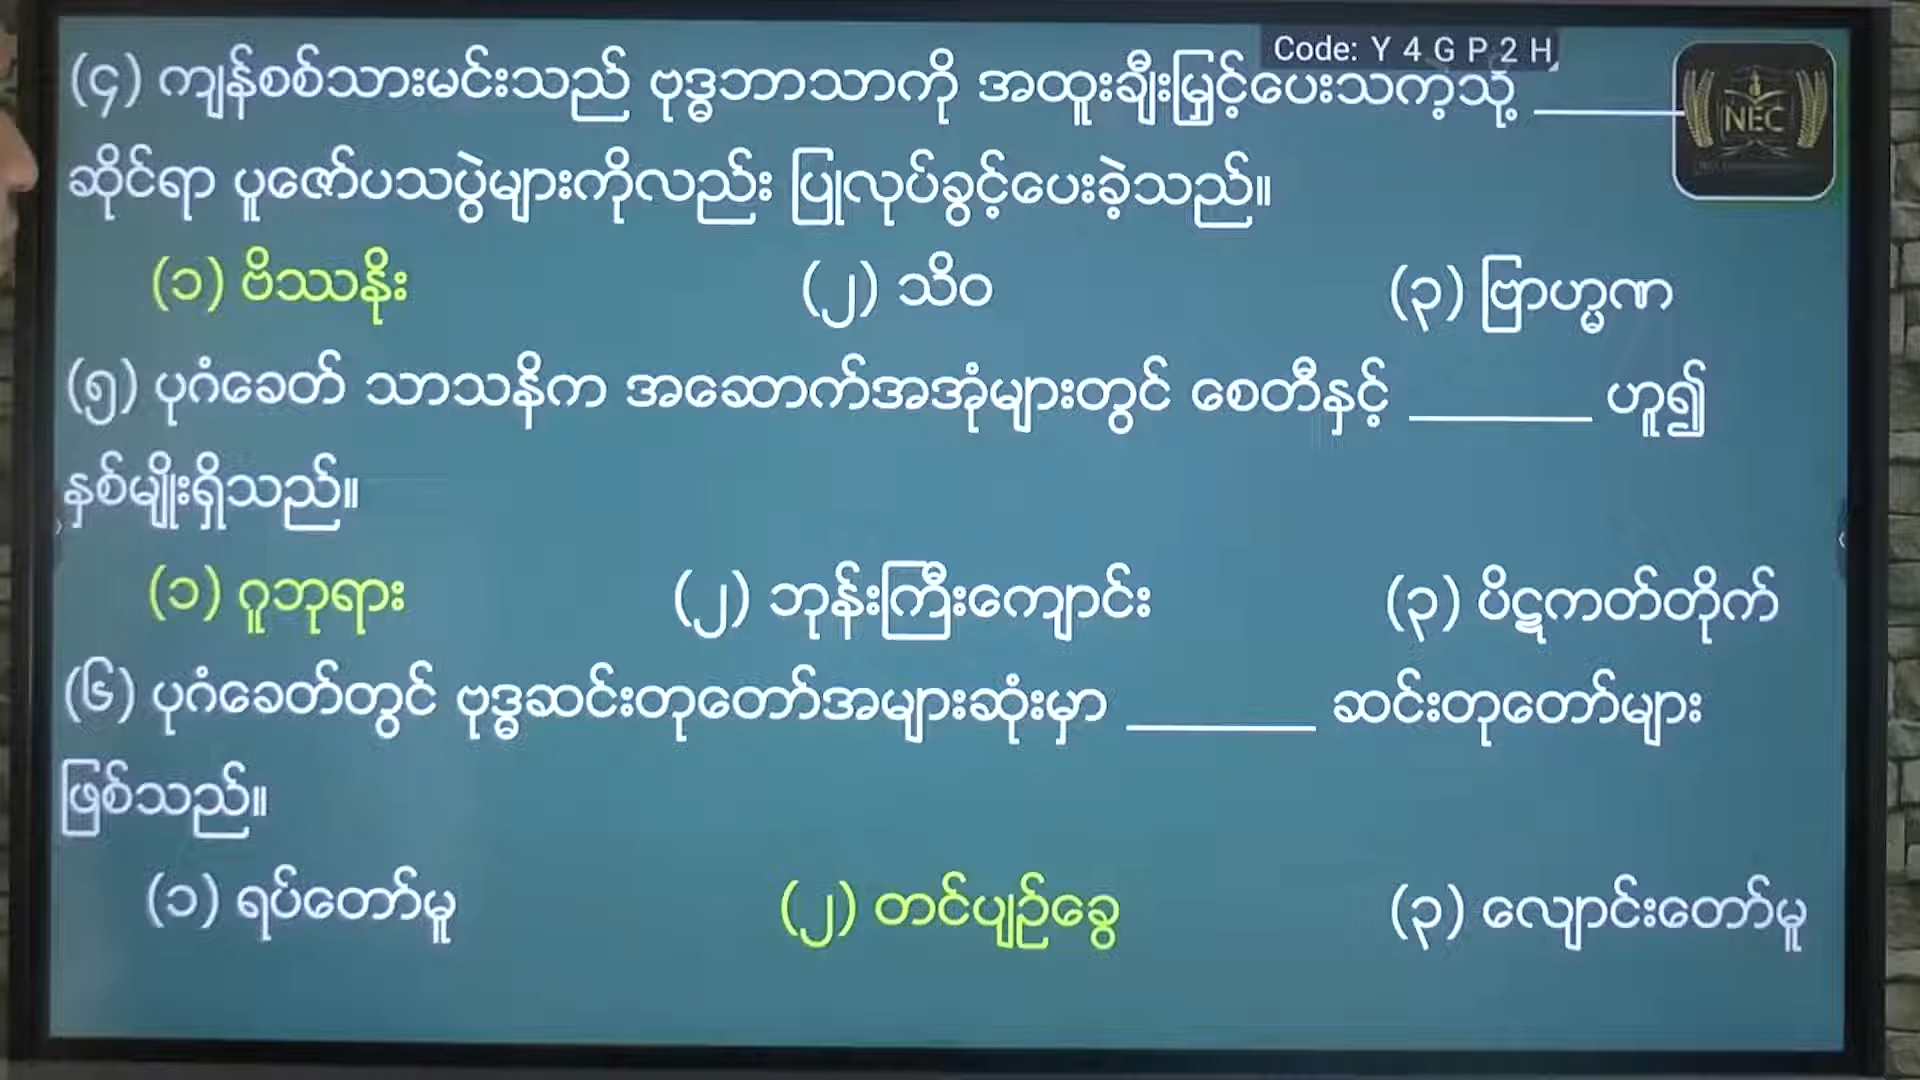 Code: Y 4 G P 2 H
(၄) ကျန်စစ်သားမင်းသည် ဗုဒ္ဓဘာသာကို အထူးချီးမြှင့်ပေးသကဲ့သို့ ________
NEC
ဆိုင်ရာ ပူဇော်ပသပွဲများကိုလည်း ပြုလုပ်ခွင့်ပေးခဲ့သည်။
(၁) ဗိဿနိုး (၂) သိဝ (၃) ဗြာဟ္မဏ
(၅) ပုဂံခေတ် သာသနိက အဆောက်အအုံများတွင် စေတီနှင့် ________ ဟူ၍
နှစ်မျိုးရှိသည်။
(၁) ဂူဘုရား (၂) ဘုန်းကြီးကျောင်း (၃) ပိဋကတ်တိုက်
(၆) ပုဂံခေတ်တွင် ဗုဒ္ဓဆင်းတုတော်အများဆုံးမှာ ________ ဆင်းတုတော်များ
ဖြစ်သည်။
(၁) ရပ်တော်မူ (၂) တင်ပျဉ်ခွေ (၃) လျောင်းတော်မူ